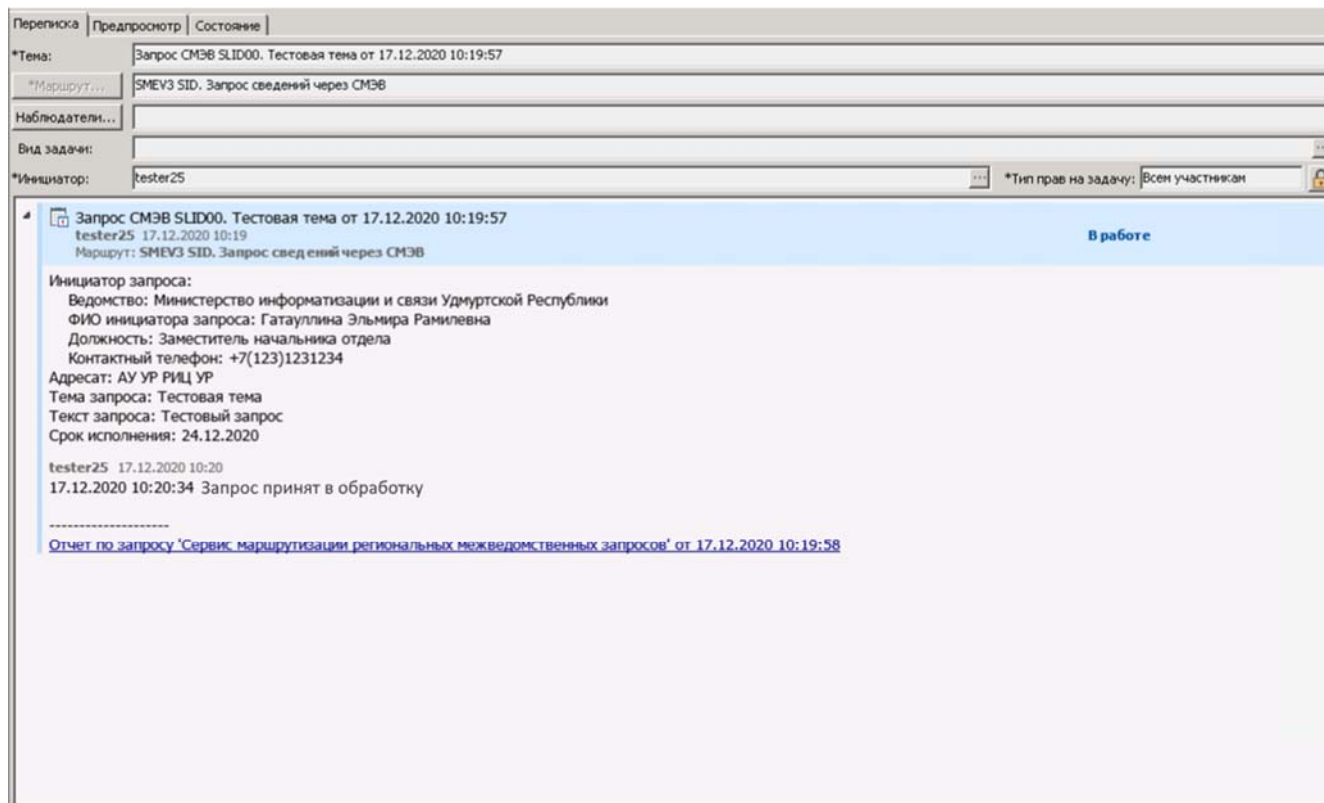 Переписка Предпросмотр Состояние
*Тема: Запрос СМЭВ SLID00. Тестовая тема от 17.12.2020 10:19:57
*Маршрут... SMEV3 SID. Запрос сведений через СМЭВ
Наблюдатели...
Вид задачи: ...
*Инициатор: tester25 ... *Тип прав на задачу: Всем участникам
Запрос СМЭВ SLID00. Тестовая тема от 17.12.2020 10:19:57
tester25 17.12.2020 10:19 В работе
Маршрут: SMEV3 SID. Запрос сведений через СМЭВ
Инициатор запроса:
Ведомство: Министерство информатизации и связи Удмуртской Республики
ФИО инициатора запроса: Гатауллина Эльмира Рамилевна
Должность: Заместитель начальника отдела
Контактный телефон: +7(123)1231234
Адресат: АУ УР РИЦ УР
Тема запроса: Тестовая тема
Текст запроса: Тестовый запрос
Срок исполнения: 24.12.2020
tester25 17.12.2020 10:20
17.12.2020 10:20:34 Запрос принят в обработку
--------------------
Отчет по запросу 'Сервис маршрутизации региональных межведомственных запросов' от 17.12.2020 10:19:58